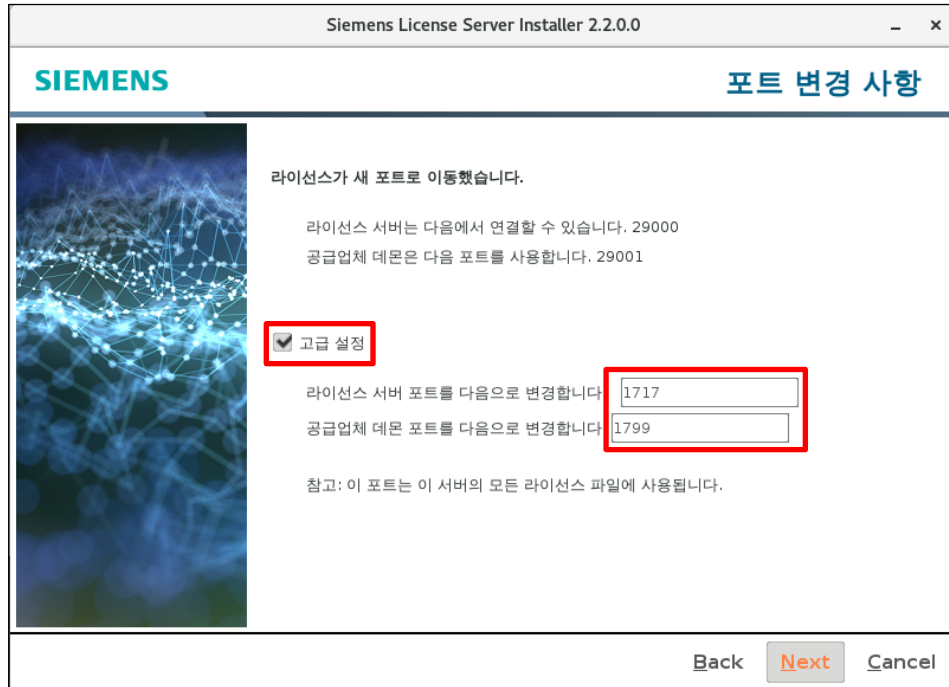 Siemens License Server Installer 2.2.0.0
SIEMENS
포트 변경 사항
라이선스가 새 포트로 이동했습니다.
라이선스 서버는 다음에서 연결할 수 있습니다. 29000
공급업체 데몬은 다음 포트를 사용합니다. 29001
고급 설정
라이선스 서버 포트를 다음으로 변경합니다 1717
공급업체 데몬 포트를 다음으로 변경합니다 1799
참고: 이 포트는 이 서버의 모든 라이선스 파일에 사용됩니다.
Back Next Cancel